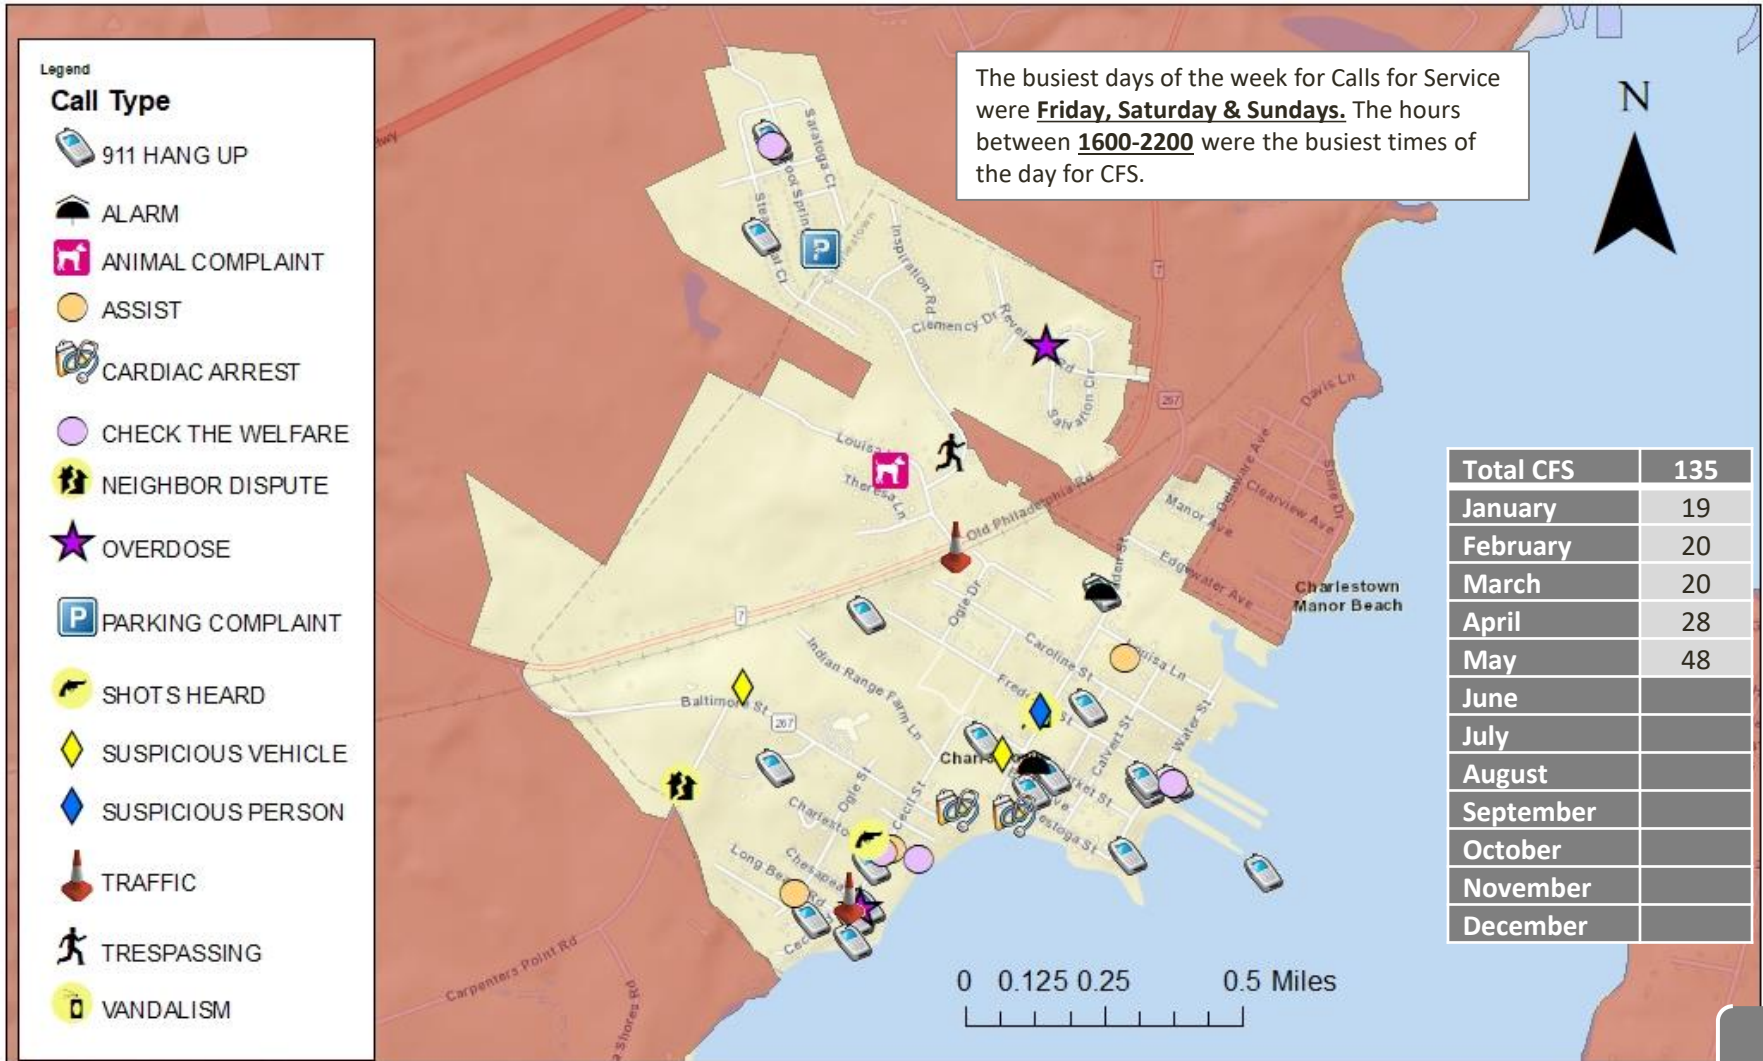 Legend
Call Type
911 HANG UP
ALARM
ANIMAL COMPLAINT
ASSIST
CARDIAC ARREST
CHECK THE WELFARE
NEIGHBOR DISPUTE
OVERDOSE
P PARKING COMPLAINT
SHOTS HEARD
SUSPICIOUS VEHICLE
SUSPICIOUS PERSON
TRAFFIC
TRESPASSING
VANDALISM
The busiest days of the week for Calls for Service
were Friday, Saturday & Sundays. The hours
between 1600-2200 were the busiest times of
the day for CFS.
N
Hwy
Saratoga Ct
P
Inspiration Rd
Clemency Dr
Rd
Salvation Cir
7
267
Davis Ln
Delaware Ave
Clearview Ave
Shore Dr
Manor Ave
Edgewater Ave
Charlestown
Manor Beach
Theresa Ln
Old Philadelphia Rd
Ogle Dr
7
Caroline St
Indian Range Farm Ln
Baltimore St
267
St
Calvert St
Water St
Ogle St
Cecil St
Carpenters Point Rd
0 0.125 0.25 0.5 Miles
Total CFS 135
January 19
February 20
March 20
April 28
May 48
June
July
August
September
October
November
December